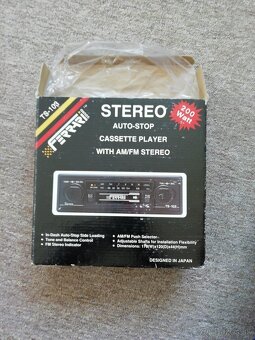 TS-105
FERRARI
STEREO
200
Watt
AUTO-STOP
CASSETTE PLAYER
WITH AM/FM STEREO
• In-Dash Auto-Stop Side Loading
• Tone and Balance Control
• FM Stereo Indicator
• AM/FM Push Selector
• Adjustable Shafts for Installation Flexibility
• Dimensions:
DESIGNED IN JAPAN